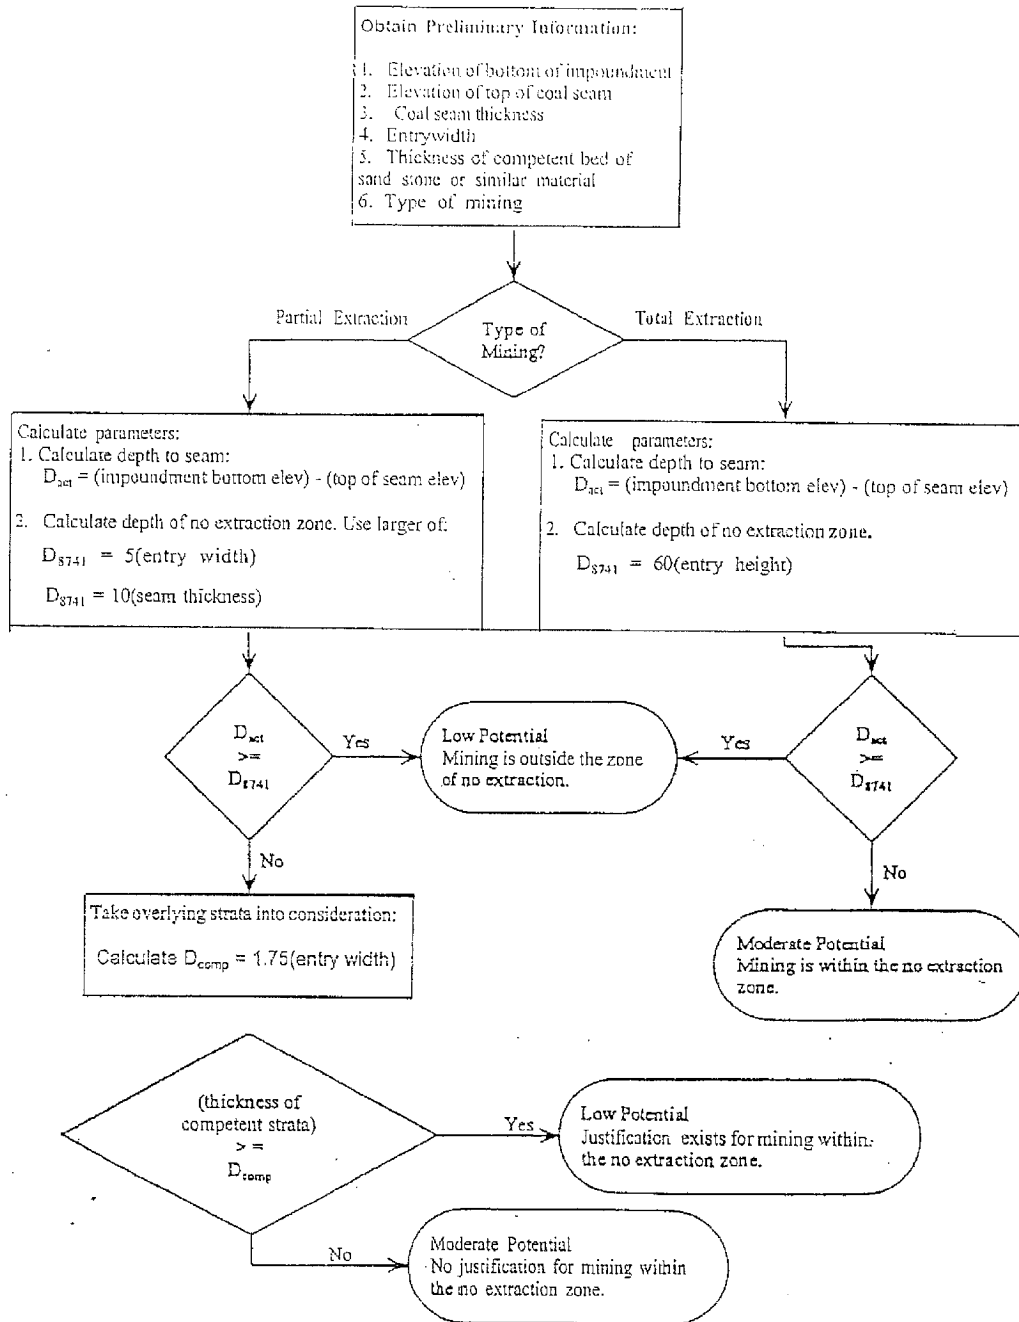 Obtain Preliminary Information:
1. Elevation of bottom of impoundment
2. Elevation of top of coal seam
3. Coal seam thickness
4. Entrywidth
5. Thickness of competent bed of
sand stone or similar material
6. Type of mining
Partial Extraction
Type of
Mining?
Total Extraction
Calculate parameters:
1. Calculate depth to seam:
Dact = (impoundment bottom elev) - (top of seam elev)
2. Calculate depth of no extraction zone. Use larger of:
D8741 = 5(entry width)
D8741 = 10(seam thickness)
Calculate parameters:
1. Calculate depth to seam:
Dact = (impoundment bottom elev) - (top of seam elev)
2. Calculate depth of no extraction zone.
D8741 = 60(entry height)
Dact
>=
D8741
Yes
Low Potential
Mining is outside the zone
of no extraction.
Yes
Dact
>=
D8741
No
No
Take overlying strata into consideration:
Calculate Dcomp = 1.75(entry width)
Moderate Potential
Mining is within the no extraction
zone.
(thickness of
competent strata)
>=
Dcomp
Yes
Low Potential
Justification exists for mining within
the no extraction zone.
No
Moderate Potential
No justification for mining within
the no extraction zone.